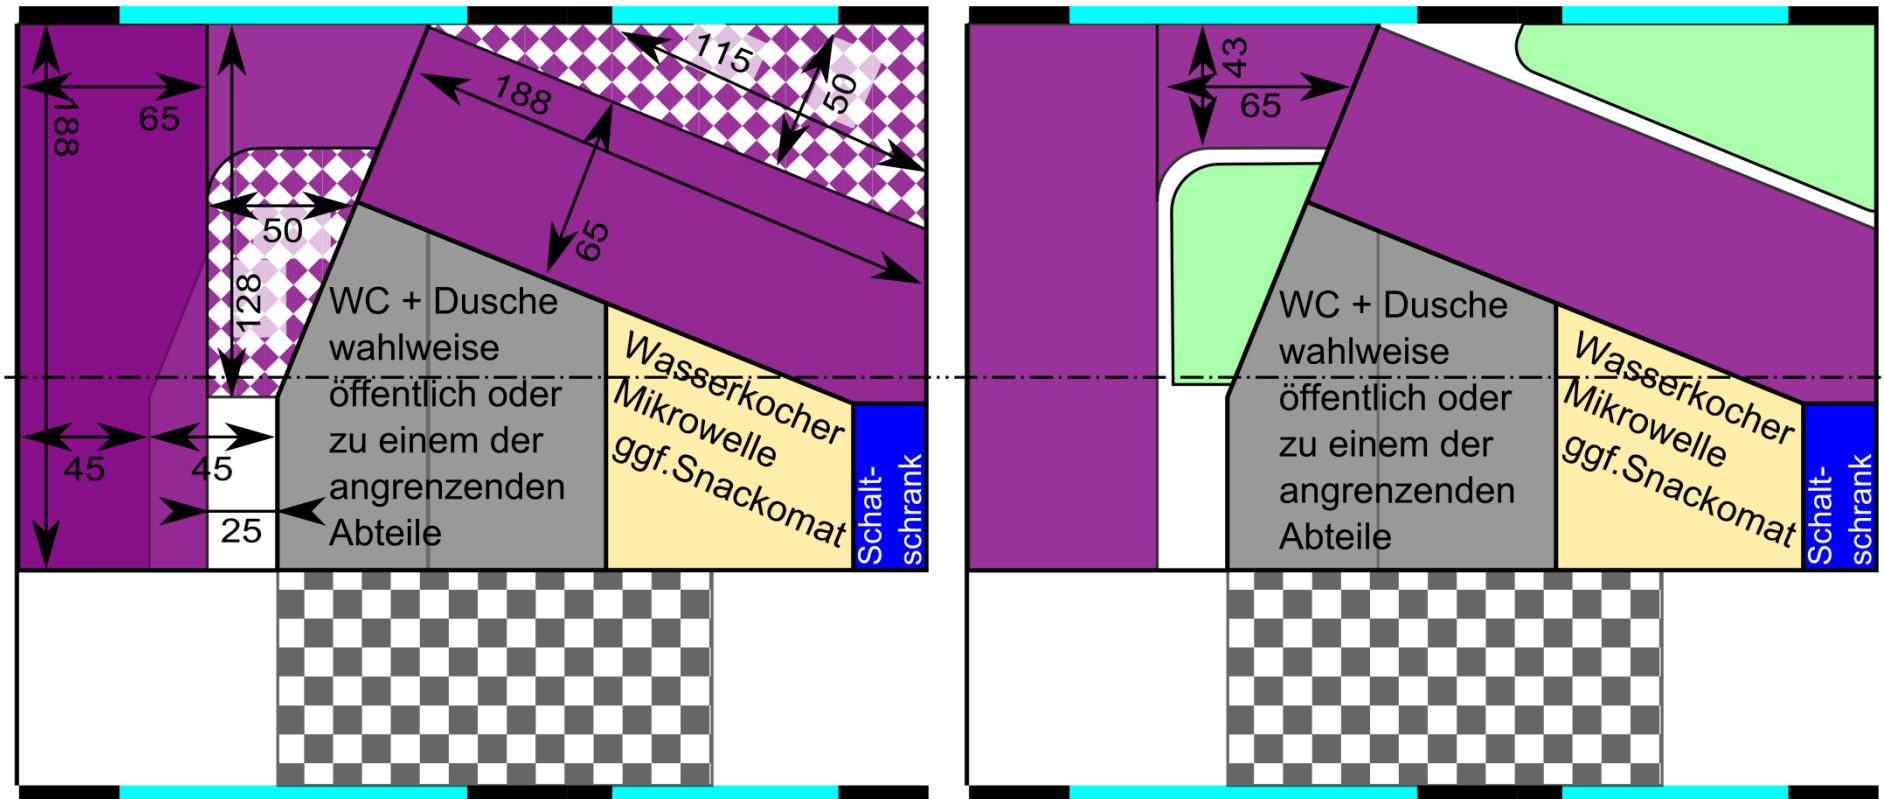 188
65
128
50
45
45
25
188
65
115
50
WC + Dusche
wahlweise
öffentlich oder
zu einem der
angrenzenden
Abteile
Wasserkocher
Mikrowelle
ggf.Snackomat
Schalt-
schrank
43
65
WC + Dusche
wahlweise
öffentlich oder
zu einem der
angrenzenden
Abteile
Wasserkocher
Mikrowelle
ggf.Snackomat
Schalt-
schrank